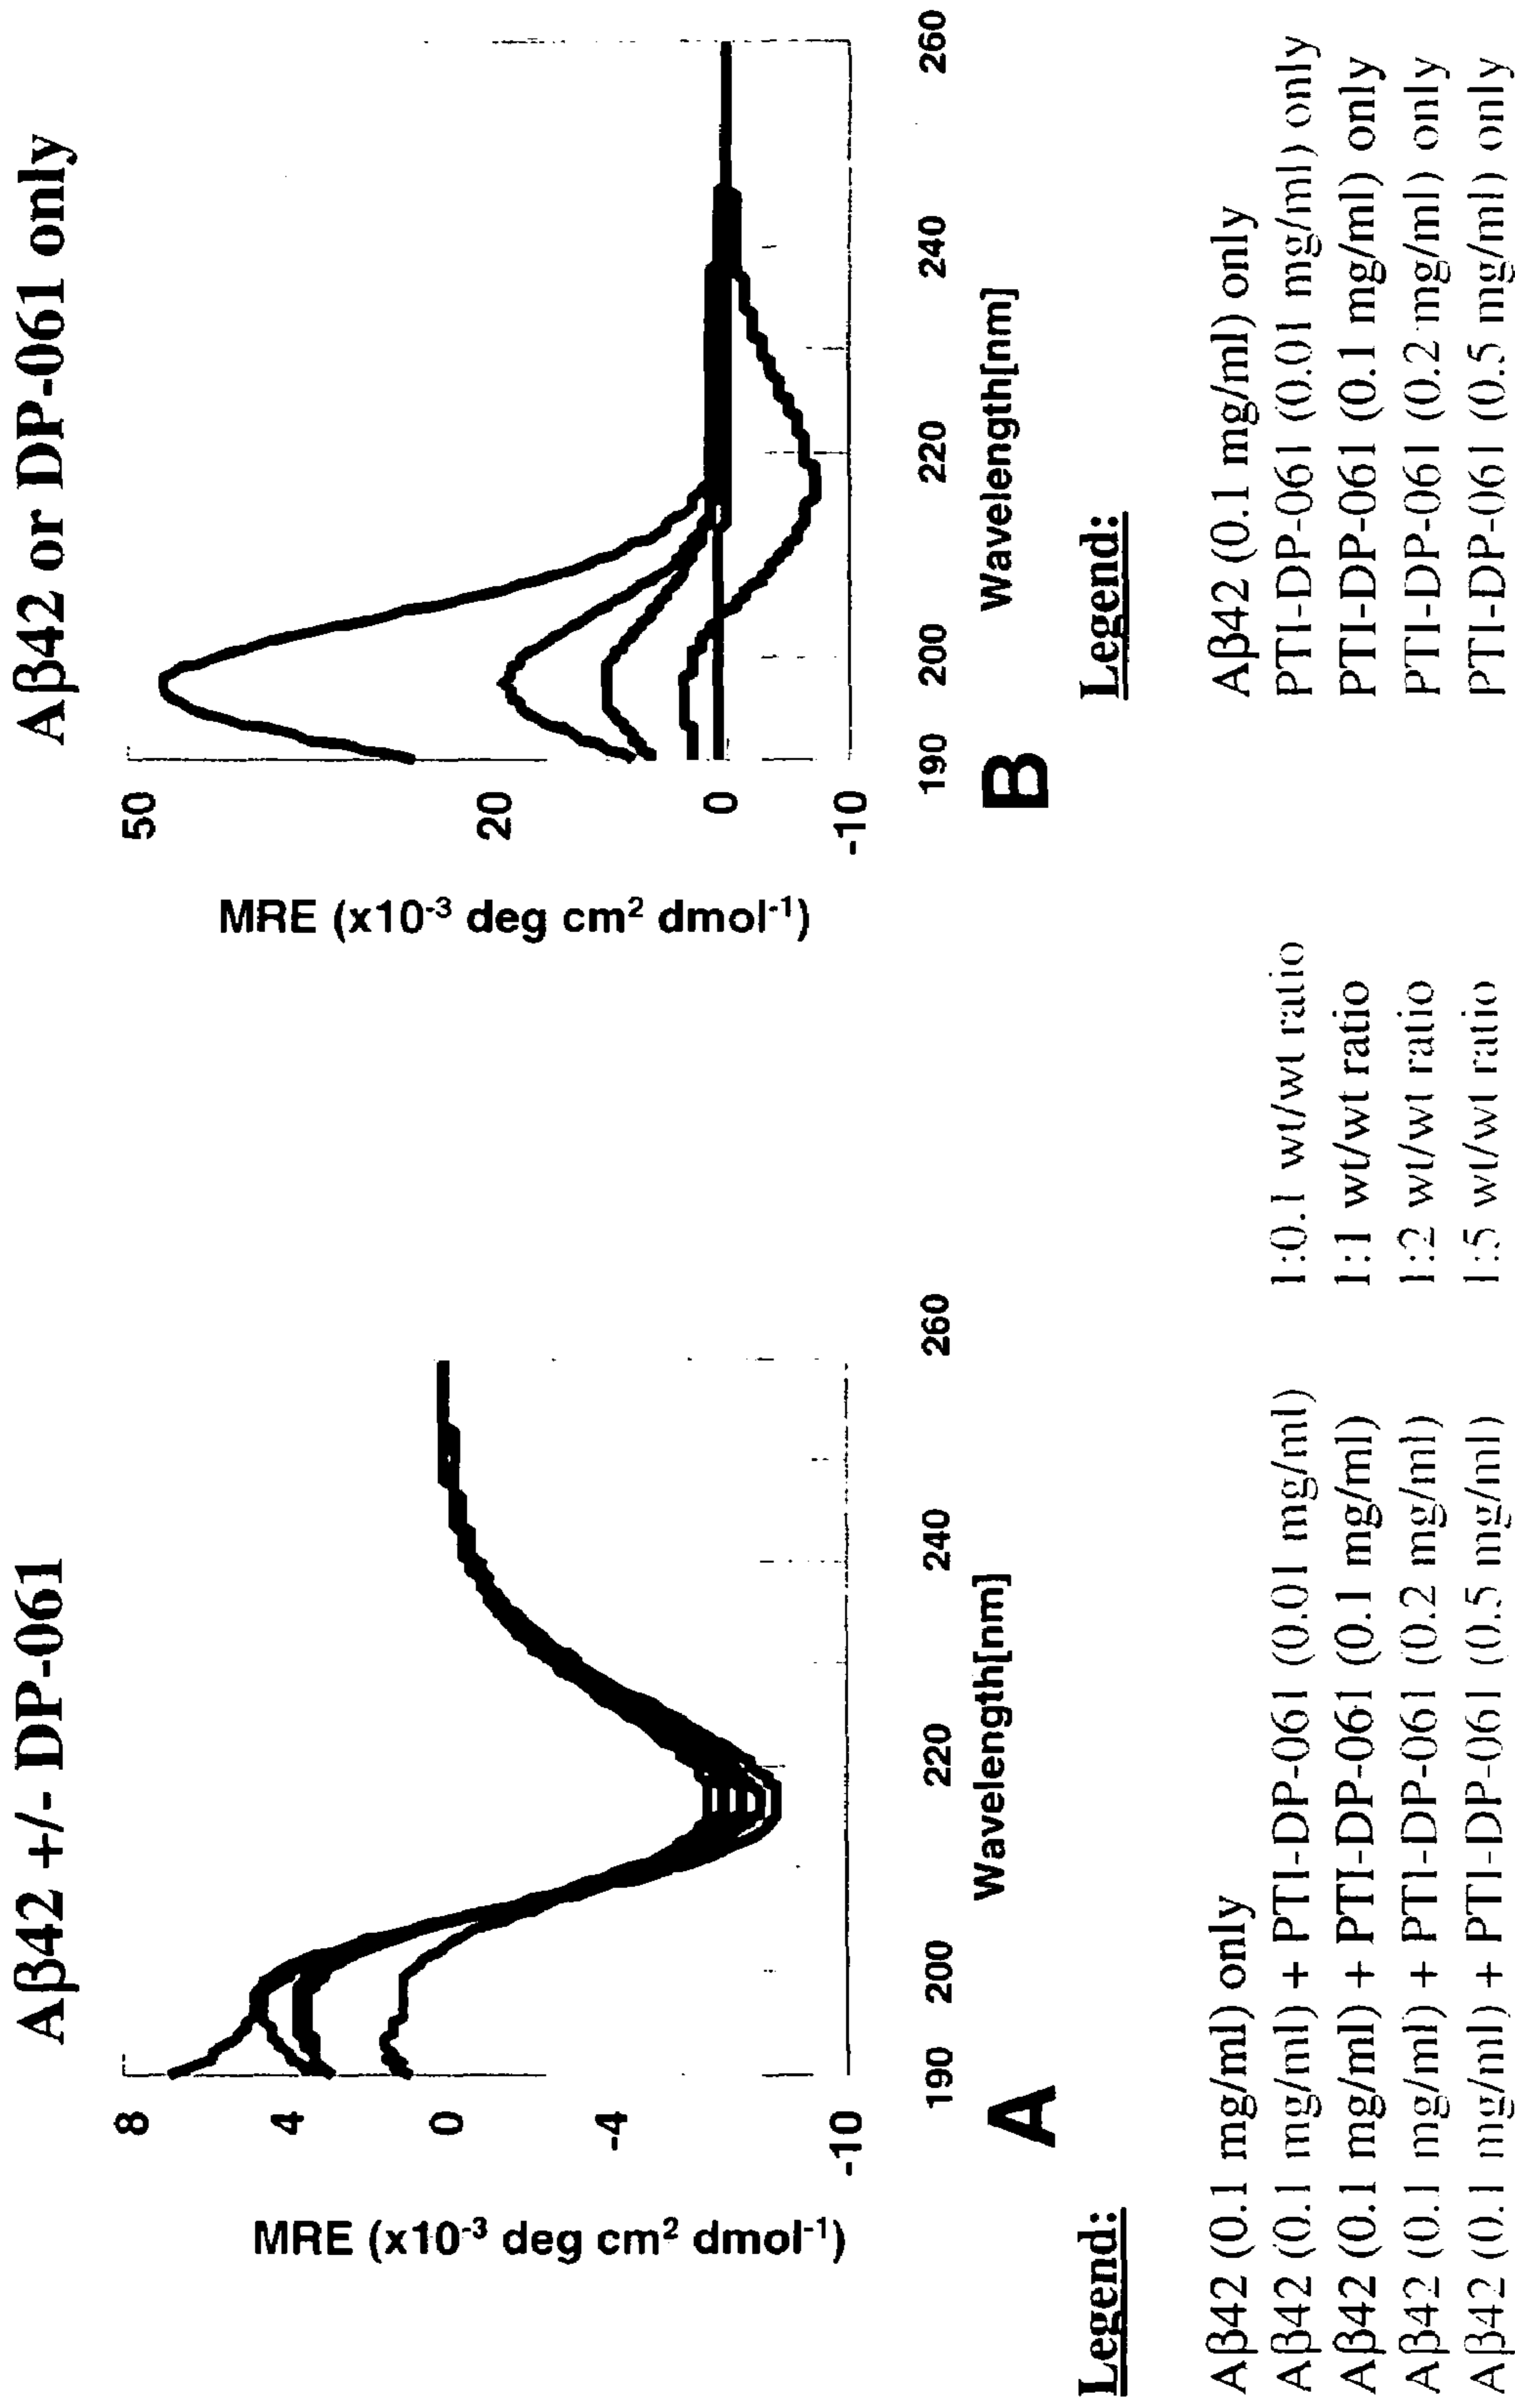 Aβ42 +/- DP-061
MRE (x10-3 deg cm2 dmol-1)
8
4
0
-4
-10
190
200
220
240
260
Wavelength[nm]
A
Legend:
Aβ42 (0.1 mg/ml) only
Aβ42 (0.1 mg/ml) + PTI-DP-061 (0.01 mg/ml) 1:0.1 wt/wt ratio
Aβ42 (0.1 mg/ml) + PTI-DP-061 (0.1 mg/ml) 1:1 wt/wt ratio
Aβ42 (0.1 mg/ml) + PTI-DP-061 (0.2 mg/ml) 1:2 wt/wt ratio
Aβ42 (0.1 mg/ml) + PTI-DP-061 (0.5 mg/ml) 1:5 wt/wt ratio
Aβ42 or DP-061 only
MRE (x10-3 deg cm2 dmol-1)
50
20
0
-10
190
200
220
240
260
Wavelength[nm]
B
Legend:
Aβ42 (0.1 mg/ml) only
PTI-DP-061 (0.01 mg/ml) only
PTI-DP-061 (0.1 mg/ml) only
PTI-DP-061 (0.2 mg/ml) only
PTI-DP-061 (0.5 mg/ml) only